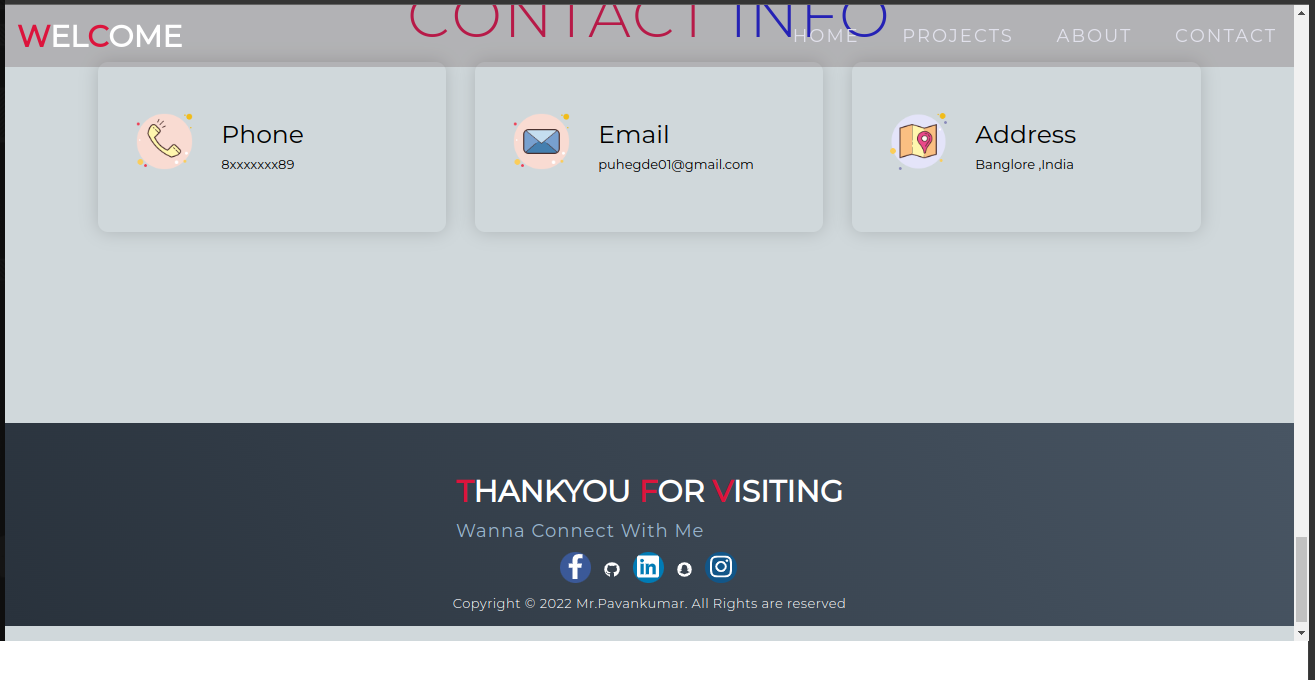 CONTACT INFO
WELCOME
HOME PROJECTS ABOUT CONTACT
Phone
8xxxxxxx89
Email
puhegde01@gmail.com
Address
Banglore ,India
THANKYOU FOR VISITING
Wanna Connect With Me
Copyright © 2022 Mr.Pavankumar. All Rights are reserved